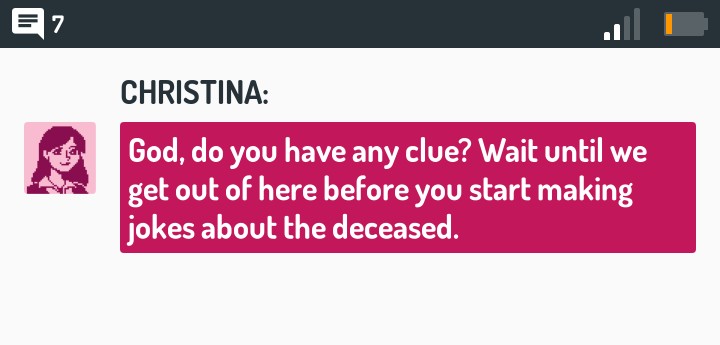 7
CHRISTINA:
God, do you have any clue? Wait until we
get out of here before you start making
jokes about the deceased.